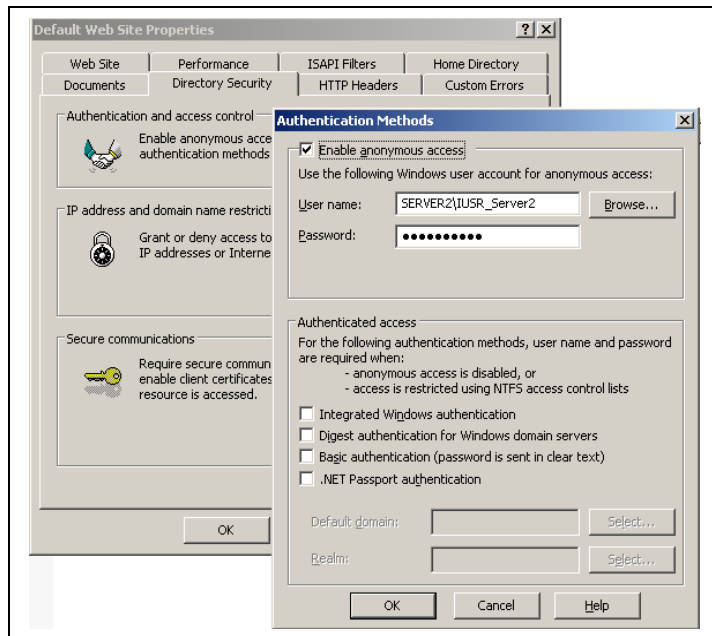 Default Web Site Properties
Web Site Performance ISAPI Filters Home Directory
Documents Directory Security HTTP Headers Custom Errors
Authentication and access control
Enable anonymous acce
authentication methods
IP address and domain name restricti
Grant or deny access to
IP addresses or Interne
Secure commu
Require secure commun
enable client certificates
resource is accessed.
OK
Authentication Methods
Enable anonymous access
Use the following Windows user account for anonymous access:
User name: SERVER2\IUSR_Server2 Browse...
Password: ●●●●●●●●●●
Authenticated access
For the following authentication methods, user name and password
are required when:
- anonymous access is disabled, or
- access is restricted using NTFS access control lists
Integrated Windows authentication
Digest authentication for Windows domain servers
Basic authentication (password is sent in clear text)
.NET Passport authentication
Default domain: Select...
Realm: Select...
OK Cancel Help